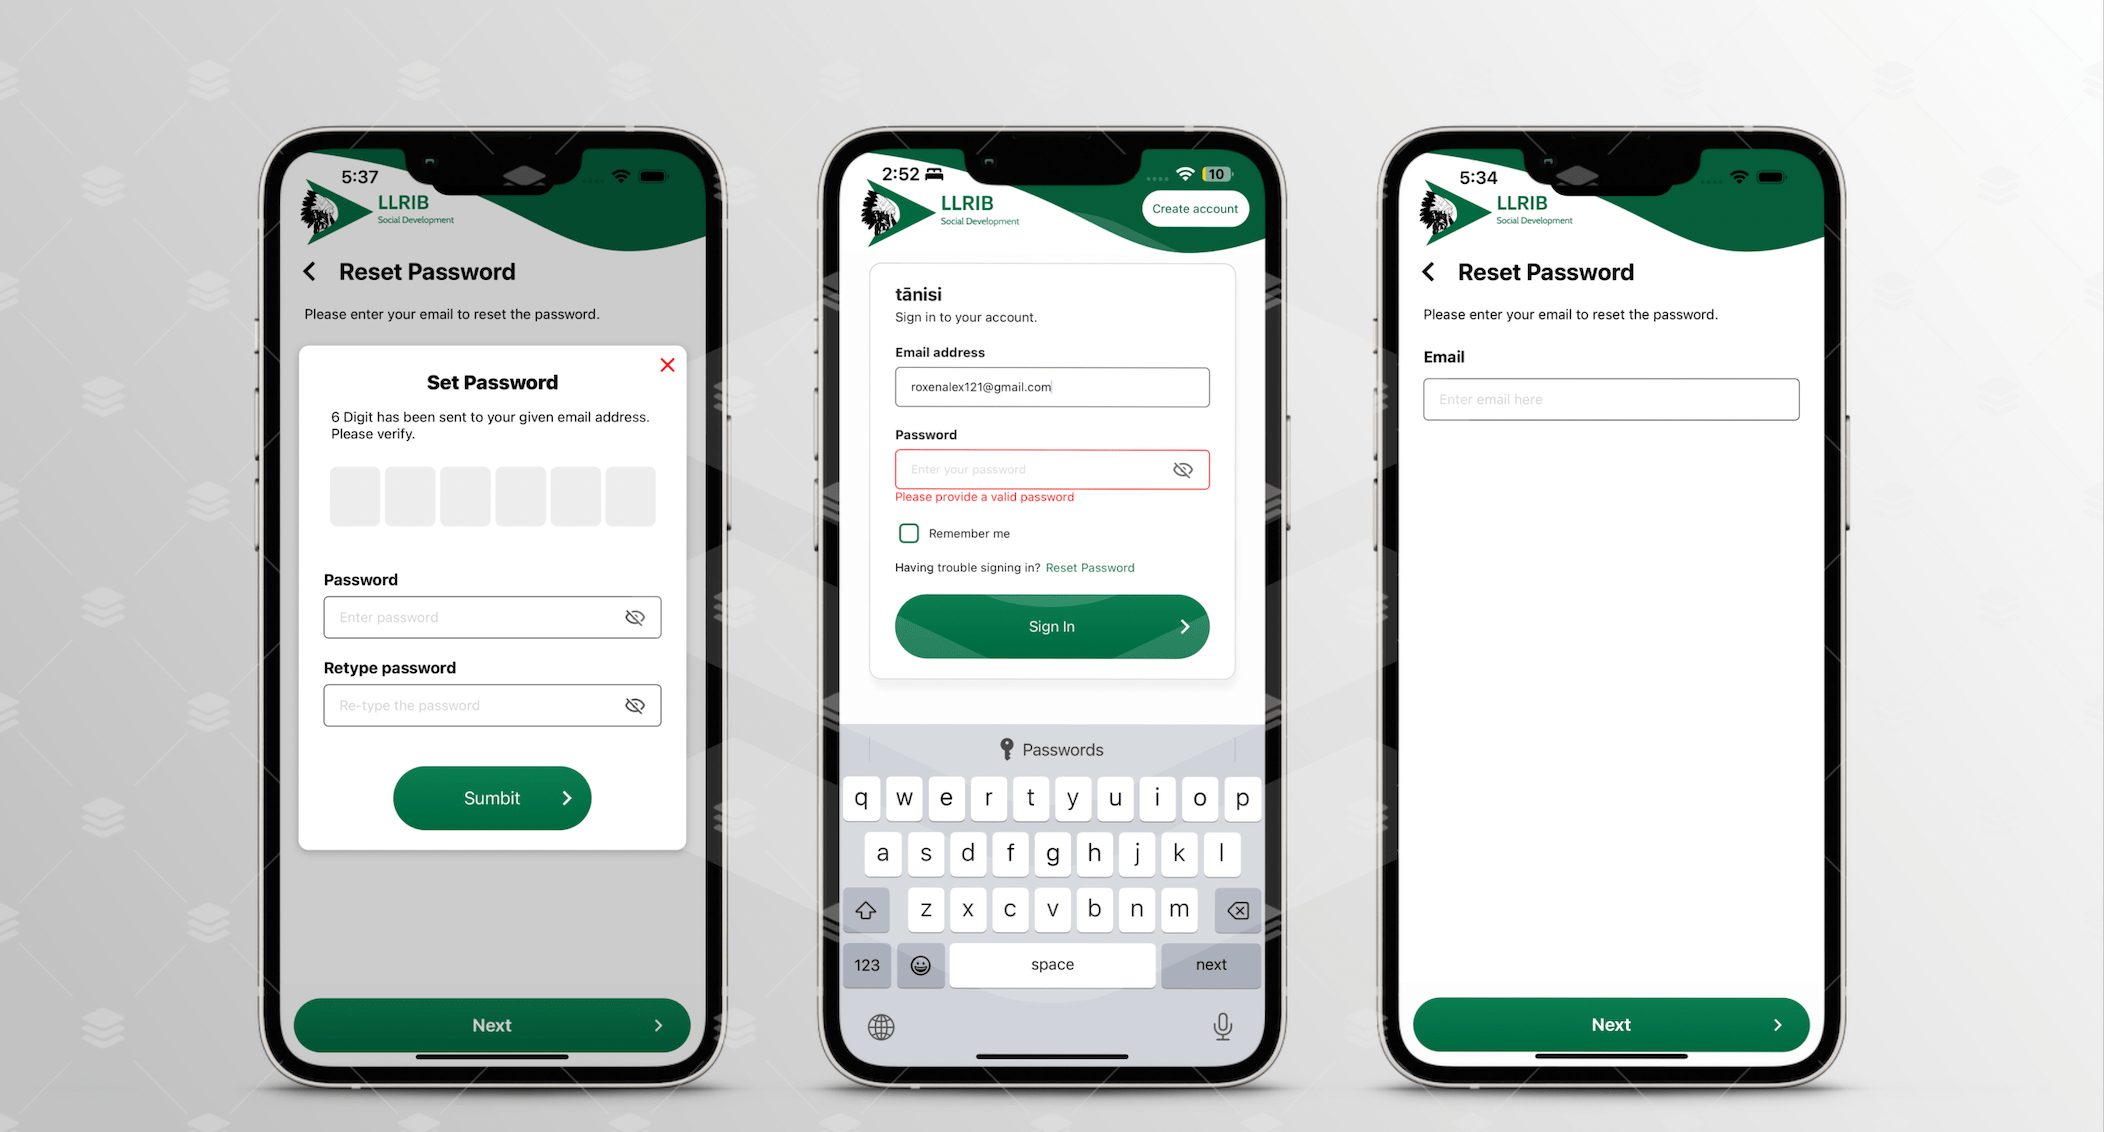 5:37
LLRIB
Social Development
Reset Password
Please enter your email to reset the password.
Set Password
6 Digit has been sent to your given email address.
Please verify.
Password
Enter password
Retype password
Re-type the password
Sumbit
Next
2:52
10
LLRIB
Social Development
Create account
tānisi
Sign in to your account.
Email address
roxenalex121@gmail.com
Password
Enter your password
Please provide a valid password
Remember me
Having trouble signing in? Reset Password
Sign In
Passwords
q w e r t y u i o p
a s d f g h j k l
z x c v b n m
123 space next
5:34
LLRIB
Social Development
Reset Password
Please enter your email to reset the password.
Email
Enter email here
Next